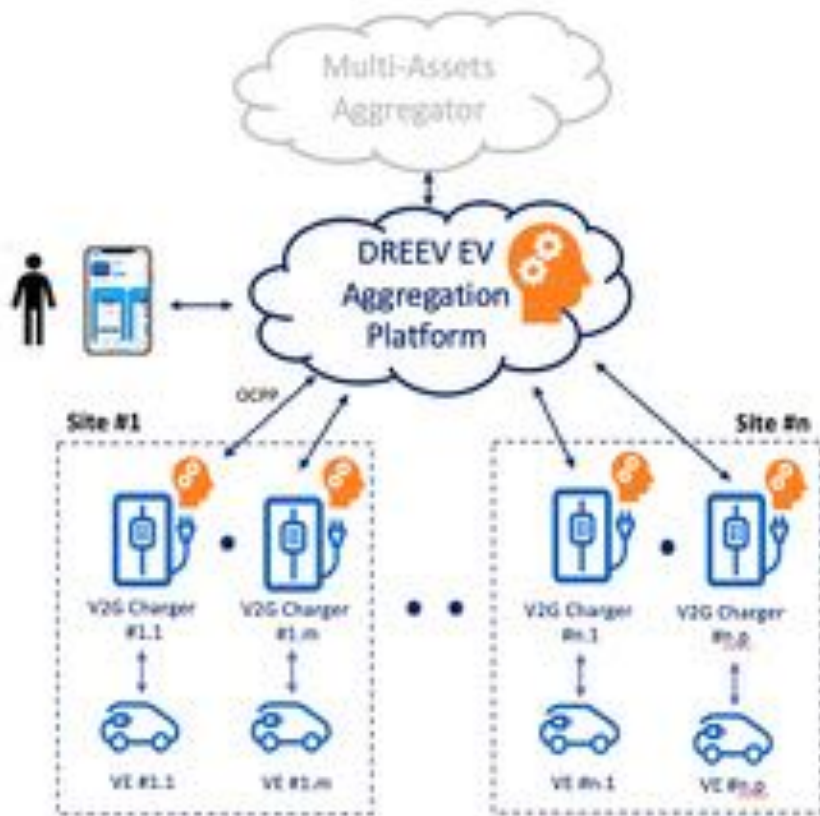 Multi-Assets
Aggregator
DREEV EV
Aggregation
Platform
OCPP
Site #1
Site #n
V2G Charger
#1.1
V2G Charger
#1.m
V2G Charger
#n.1
V2G Charger
#n.p
VE #1.1
VE #1.m
VE #n.1
VE #n.p